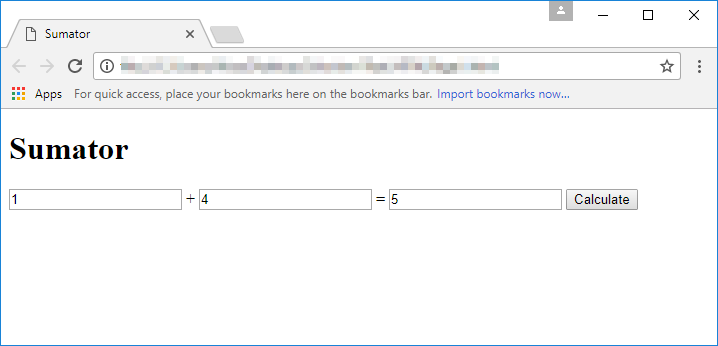 Sumator
Apps For quick access, place your bookmarks here on the bookmarks bar. Import bookmarks now...
Sumator
1 + 4 = 5 Calculate